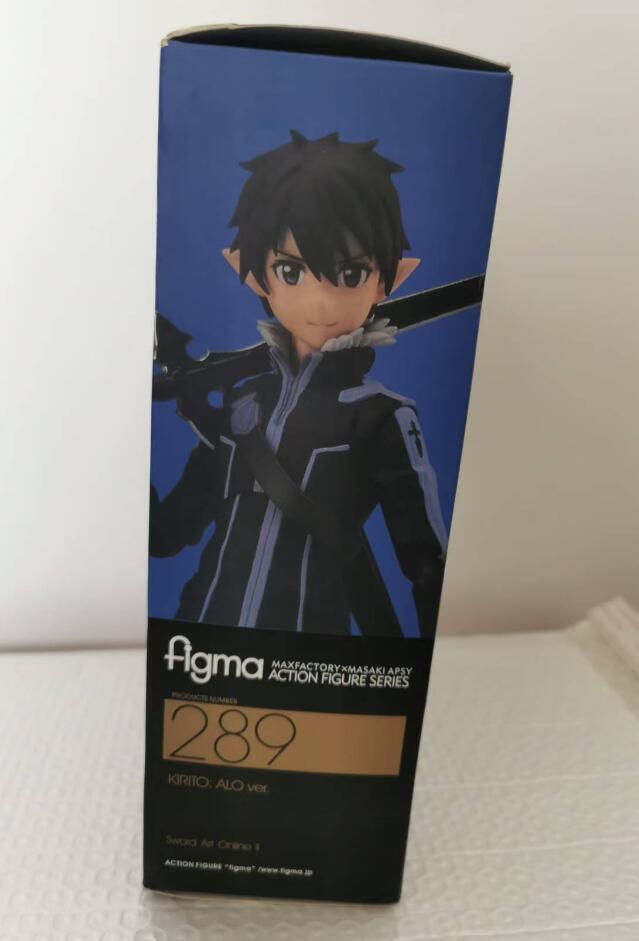 figma MAXFACTORY×MASAKI APSY
ACTION FIGURE SERIES
PRODUCTS NUMBER
289
KIRITO: ALO ver.
Sword Art Online II
ACTION FIGURE "figma" /www.figma.jp